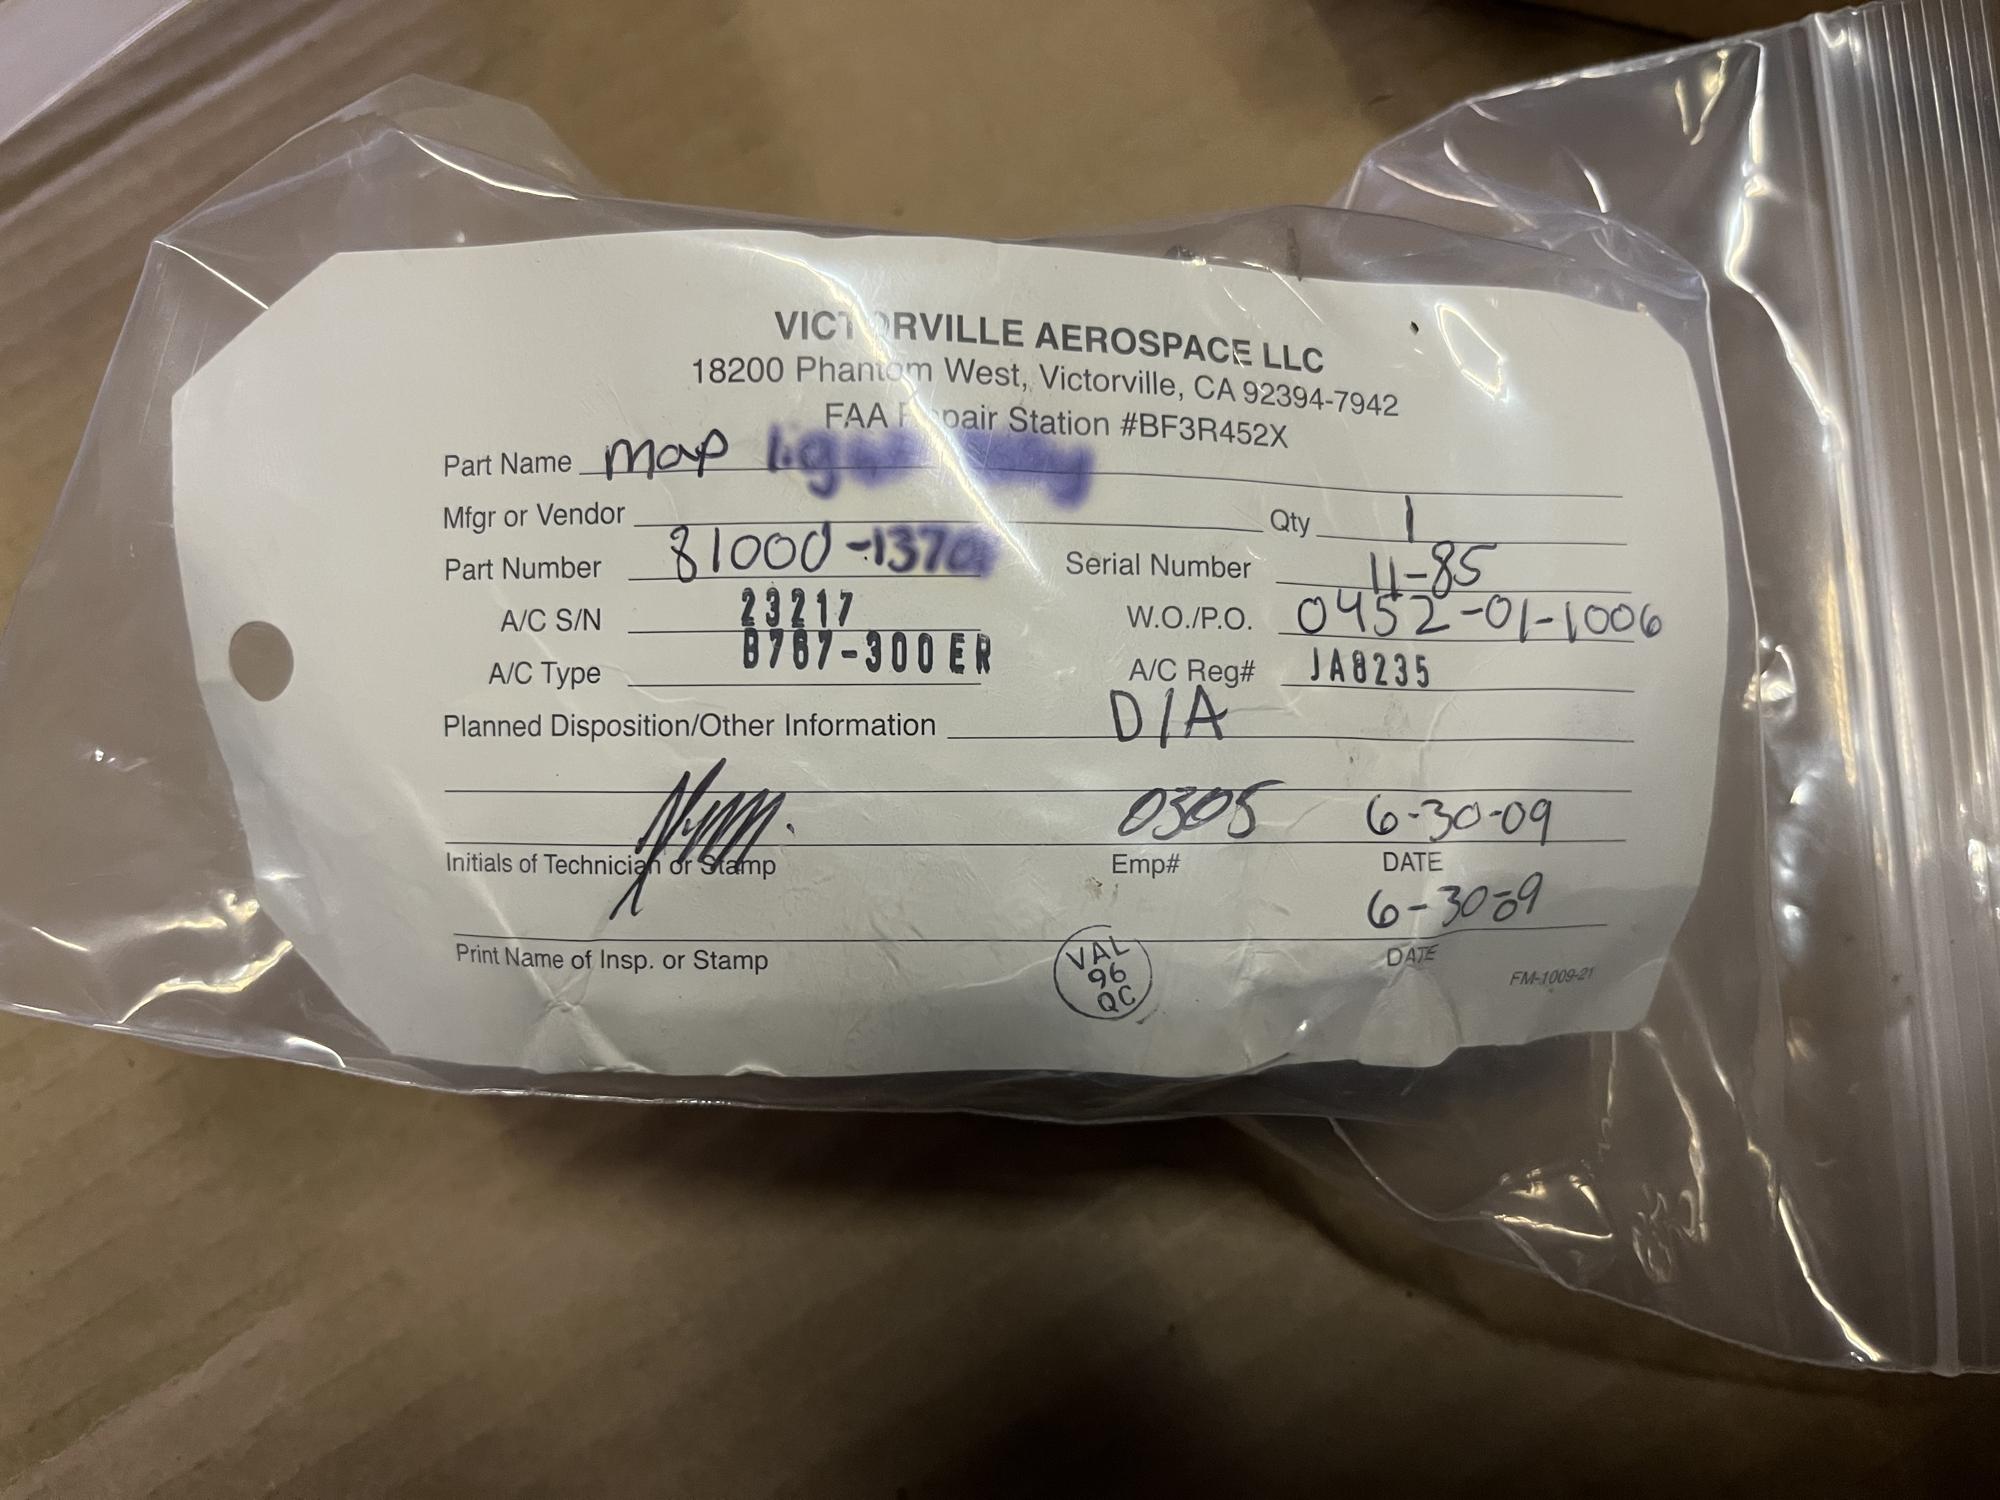 VICTORVILLE AEROSPACE LLC
18200 Phantom West, Victorville, CA 92394-7942
FAA Repair Station #BF3R452X
Part Name map
Mfgr or Vendor Qty 1
Part Number 81000-1370 Serial Number 11-85
A/C S/N 23217 W.O./P.O. 0452-01-1006
A/C Type B767-300ER A/C Reg# JA8235
Planned Disposition/Other Information D/A
0305 6-30-09
Initials of Technician or Stamp Emp# DATE
6-30-09
Print Name of Insp. or Stamp VAL 96 QC DATE
FM-1009-21